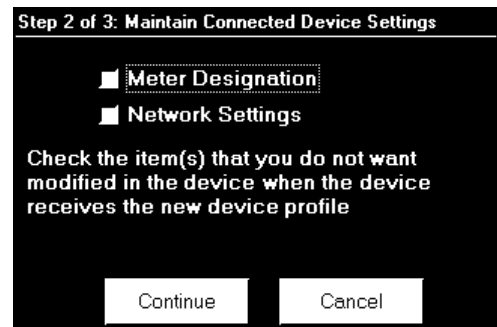 Step 2 of 3: Maintain Connected Device Settings
Meter Designation
Network Settings
Check the item(s) that you do not want
modified in the device when the device
receives the new device profile
Continue Cancel